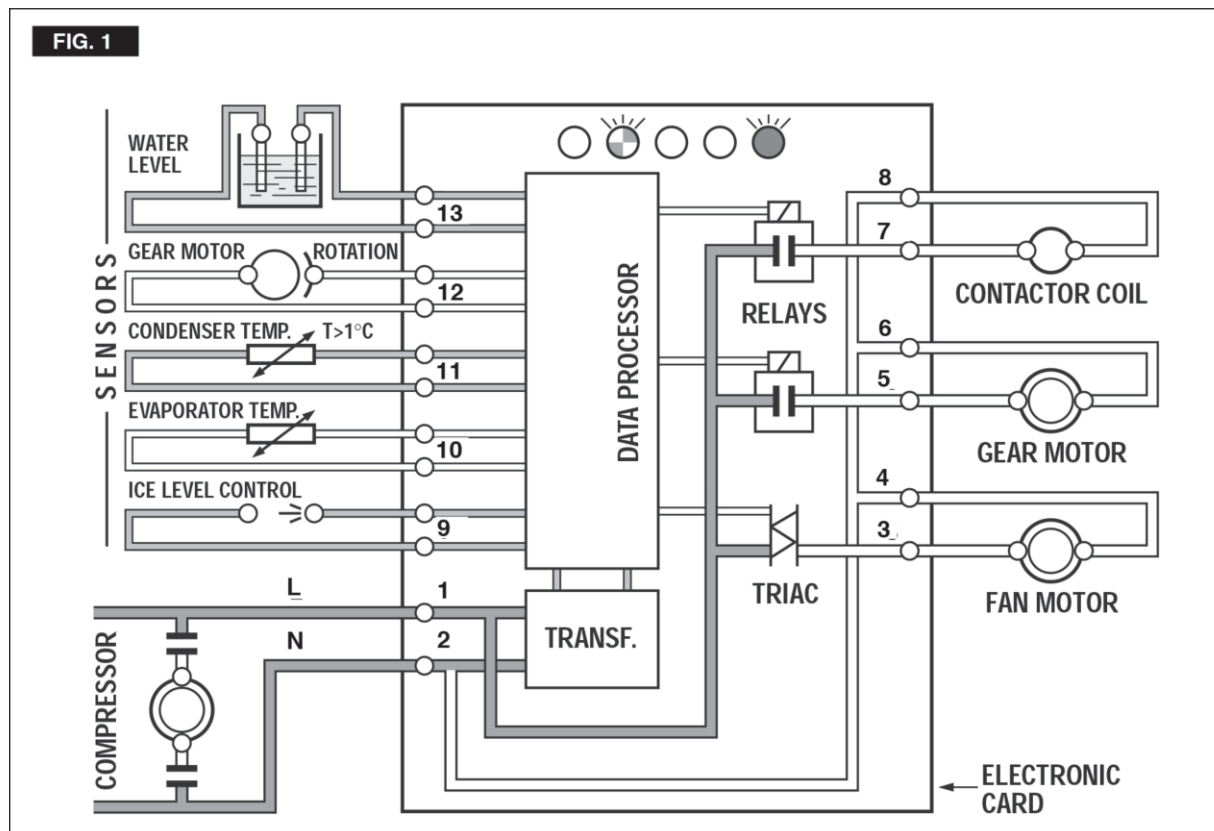 FIG. 1
WATER
LEVEL
13
GEAR MOTOR
ROTATION
12
CONDENSER TEMP.
T>1°C
11
EVAPORATOR TEMP.
10
ICE LEVEL CONTROL
9
SENSORS
L
1
N
2
COMPRESSOR
DATA PROCESSOR
TRANSF.
RELAYS
TRIAC
8
7
CONTACTOR COIL
6
5
GEAR MOTOR
4
3
FAN MOTOR
ELECTRONIC
CARD